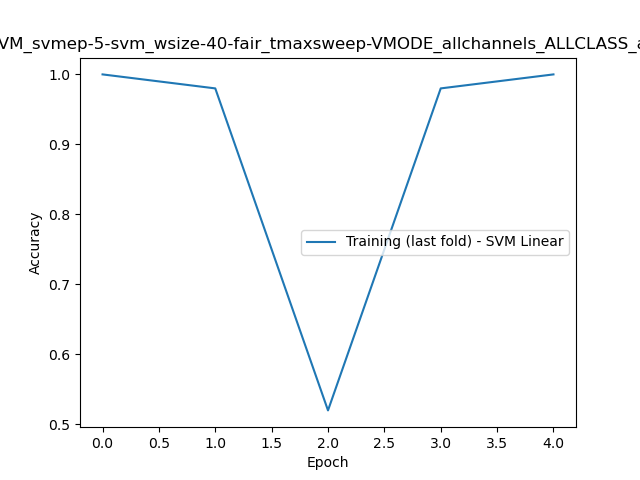 VM_svmep-5-svm_wsize-40-fair_tmaxsweep-VMODE_allchannels_ALLCLASS_a
1.0
0.9
0.8
0.7
0.6
0.5
Accuracy
Training (last fold) - SVM Linear
0.0 0.5 1.0 1.5 2.0 2.5 3.0 3.5 4.0
Epoch